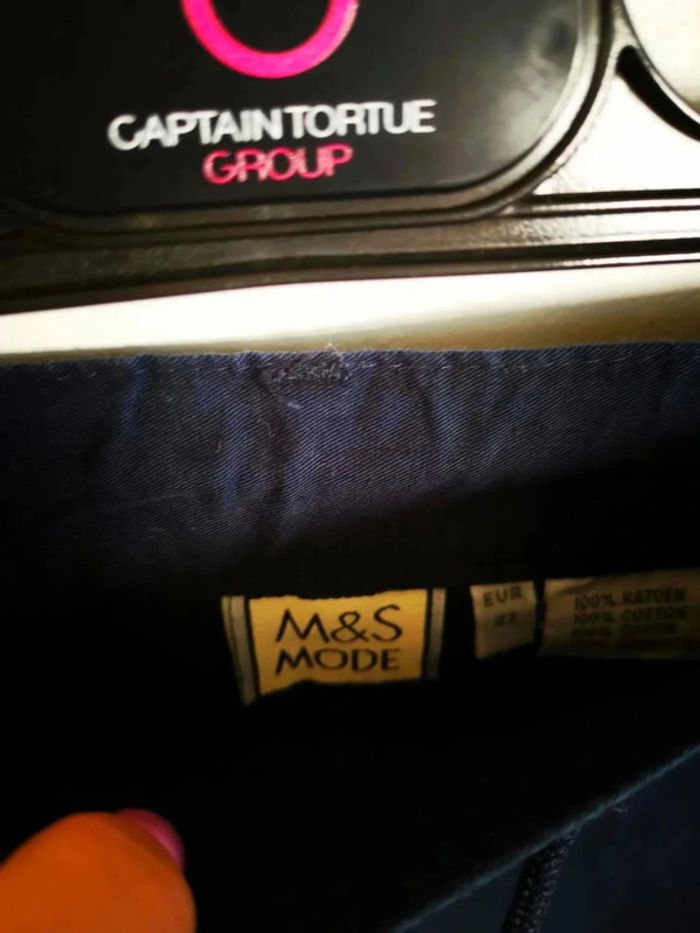 CAPTAIN TORTUE
GROUP
M&S
MODE
EUR
100% KATOEN
100% COTTON